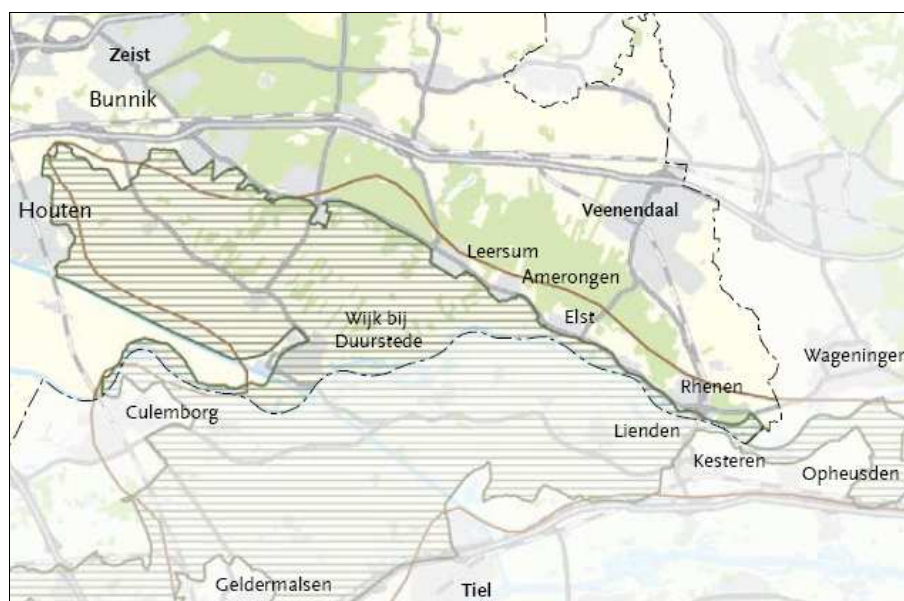 Zeist
Bunnik
Houten
Veenendaal
Leersum
Amerongen
Wijk bij
Duurstede
Elst
Wageningen
Rhenen
Culemborg
Lienden
Kesteren
Opheusden
Geldermalsen
Tiel